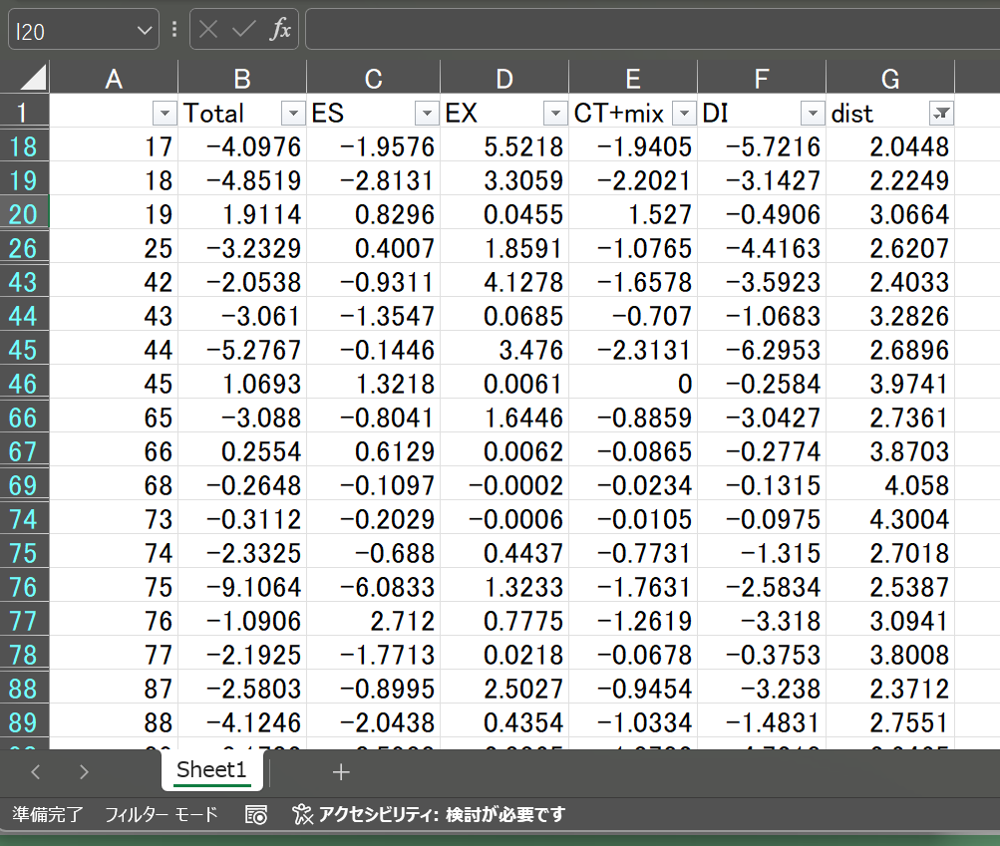 I20 fx
A B C D E F G
1 Total ES EX CT+mix DI dist
18 17 -4.0976 -1.9576 5.5218 -1.9405 -5.7216 2.0448
19 18 -4.8519 -2.8131 3.3059 -2.2021 -3.1427 2.2249
20 19 1.9114 0.8296 0.0455 1.527 -0.4906 3.0664
26 25 -3.2329 0.4007 1.8591 -1.0765 -4.4163 2.6207
43 42 -2.0538 -0.9311 4.1278 -1.6578 -3.5923 2.4033
44 43 -3.061 -1.3547 0.0685 -0.707 -1.0683 3.2826
45 44 -5.2767 -0.1446 3.476 -2.3131 -6.2953 2.6896
46 45 1.0693 1.3218 0.0061 0 -0.2584 3.9741
66 65 -3.088 -0.8041 1.6446 -0.8859 -3.0427 2.7361
67 66 0.2554 0.6129 0.0062 -0.0865 -0.2774 3.8703
69 68 -0.2648 -0.1097 -0.0002 -0.0234 -0.1315 4.058
74 73 -0.3112 -0.2029 -0.0006 -0.0105 -0.0975 4.3004
75 74 -2.3325 -0.688 0.4437 -0.7731 -1.315 2.7018
76 75 -9.1064 -6.0833 1.3233 -1.7631 -2.5834 2.5387
77 76 -1.0906 2.712 0.7775 -1.2619 -3.318 3.0941
78 77 -2.1925 -1.7713 0.0218 -0.0678 -0.3753 3.8008
88 87 -2.5803 -0.8995 2.5027 -0.9454 -3.238 2.3712
89 88 -4.1246 -2.0438 0.4354 -1.0334 -1.4831 2.7551
Sheet1
準備完了 フィルター モード アクセシビリティ: 検討が必要です